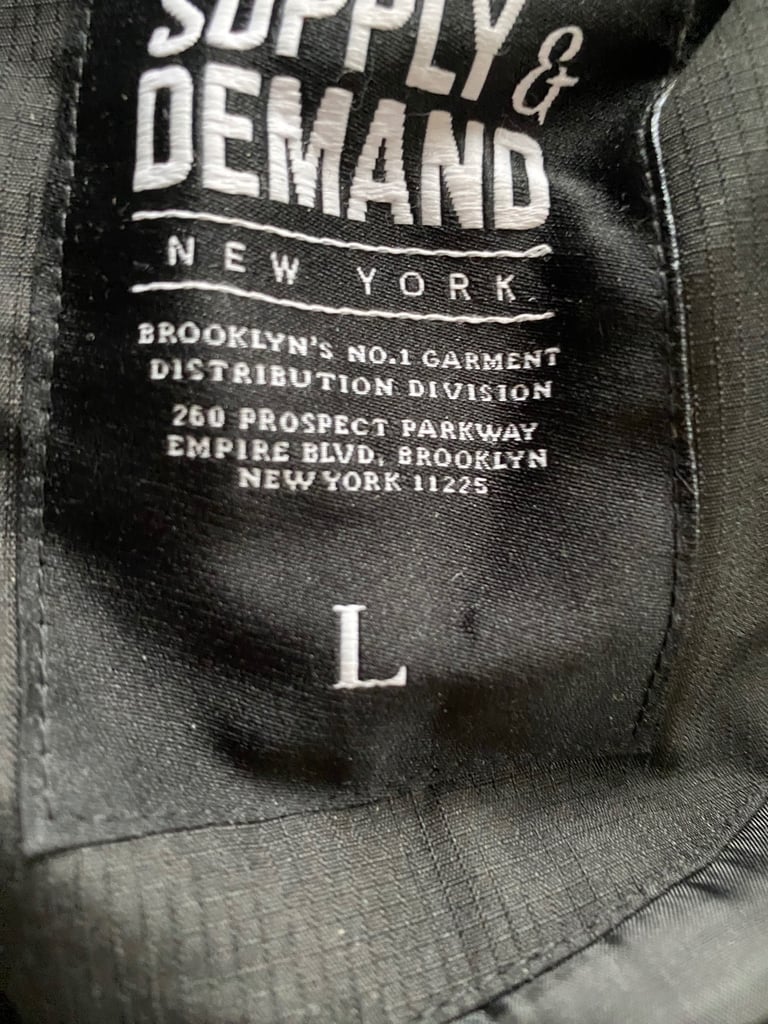 SUPPLY &
DEMAND
NEW YORK
BROOKLYN'S NO.1 GARMENT
DISTRIBUTION DIVISION
260 PROSPECT PARKWAY
EMPIRE BLVD, BROOKLYN
NEW YORK 11225
L